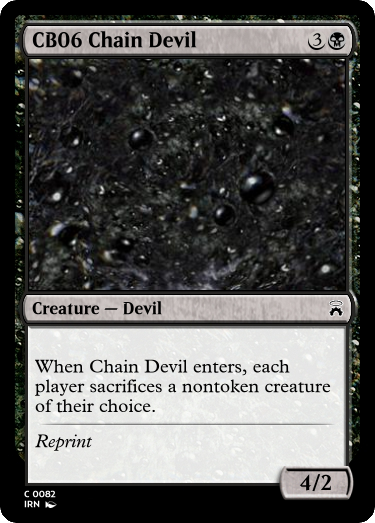 CB06 Chain Devil 3
Creature — Devil
When Chain Devil enters, each
player sacrifices a nontoken creature
of their choice.
Reprint
4/2
C 0082
IRN